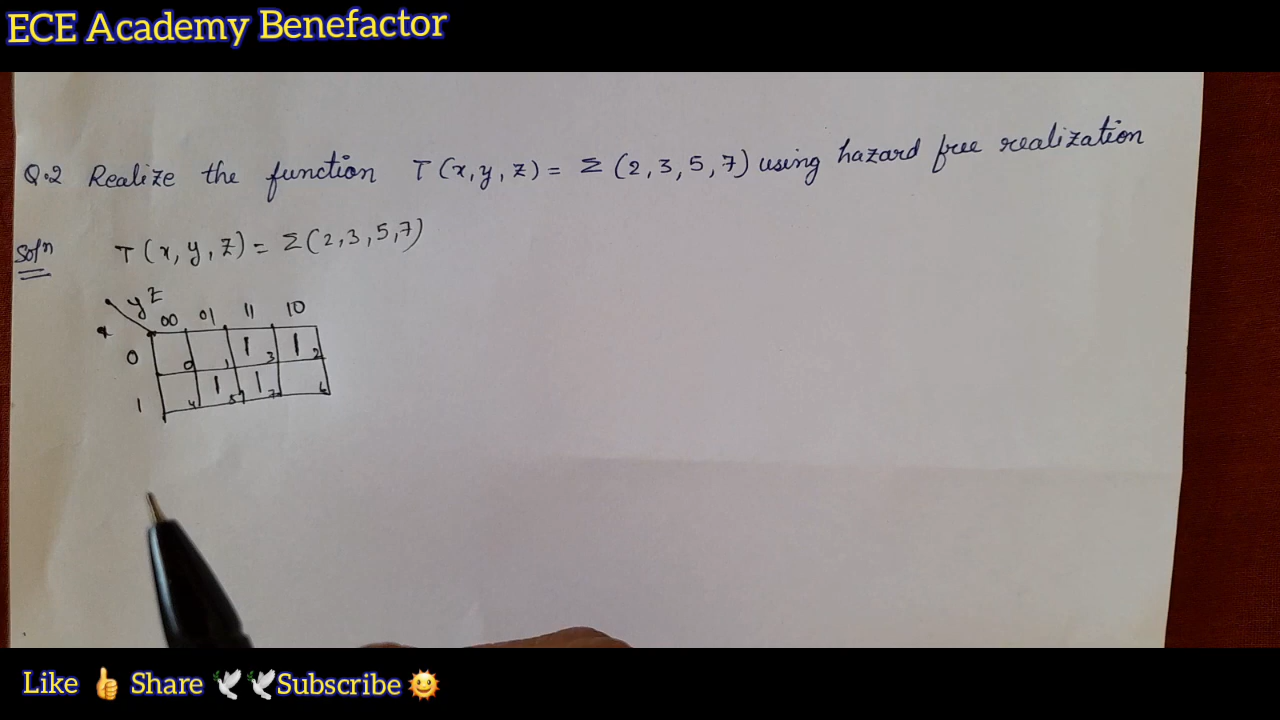 ECE Academy Benefactor
Q.2 Realize the function T(x,y,z) = Σ(2,3,5,7) using hazard free realization
Soln T(x,y,z) = Σ(2,3,5,7)
yz
00 01 11 10
x
0 0 1 1 3 1 2
1 4 1 5 1 7 6
Like 👍 Share 🕊️🕊️Subscribe 🌞